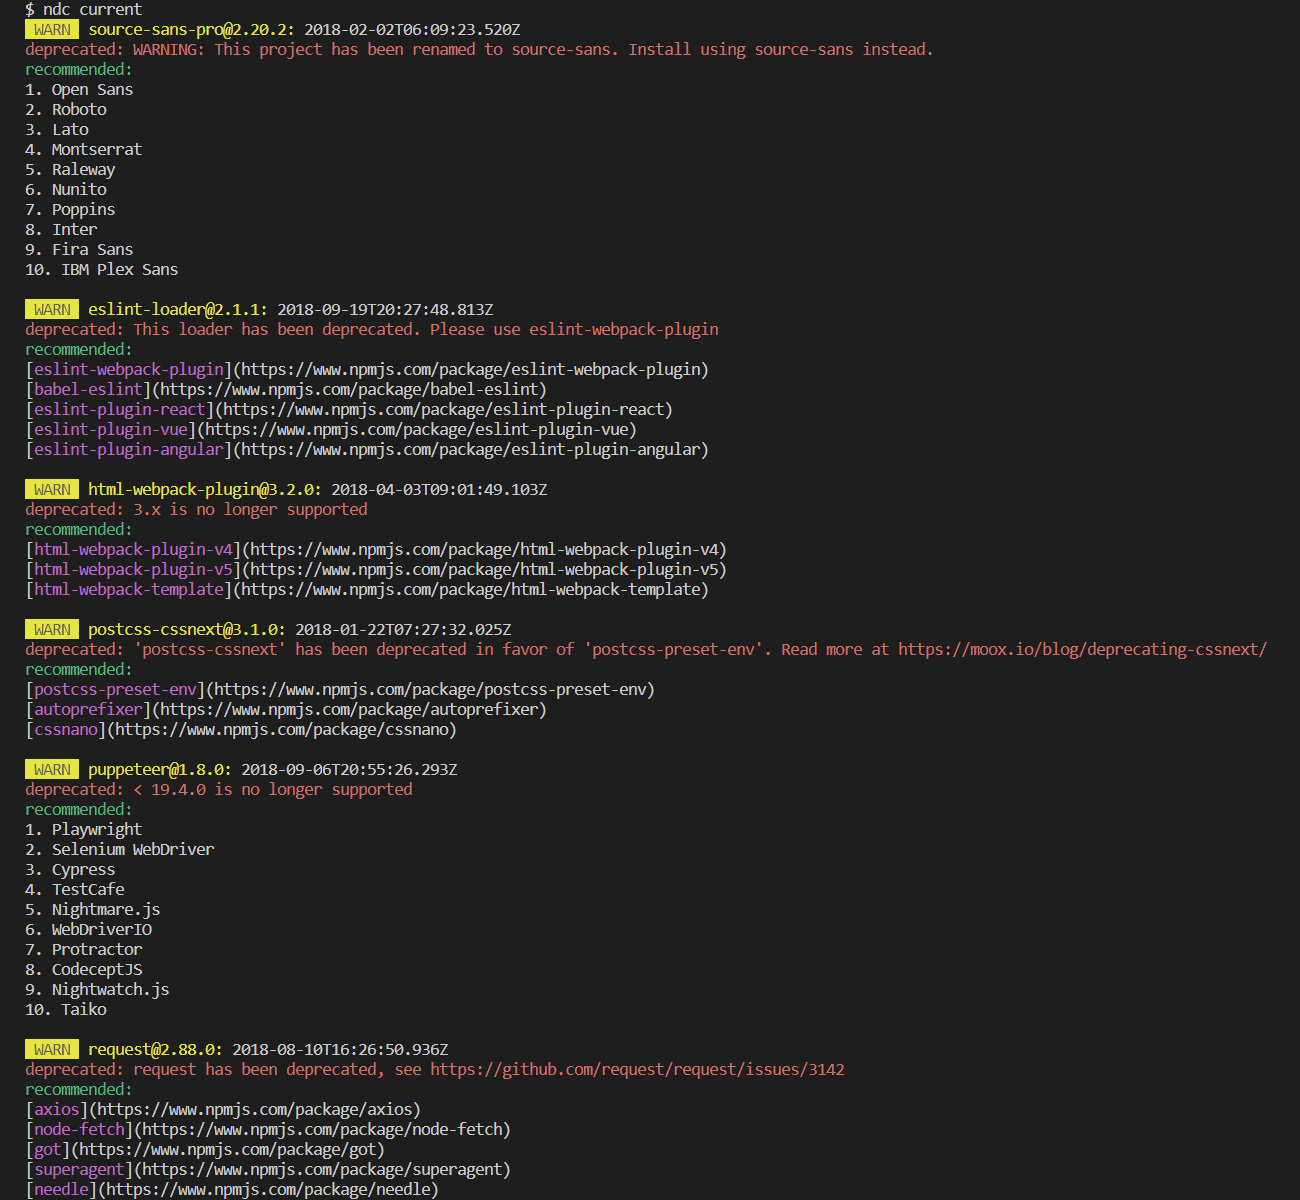 $ ndc current
WARN source-sans-pro@2.20.2: 2018-02-02T06:09:23.520Z
deprecated: WARNING: This project has been renamed to source-sans. Install using source-sans instead.
recommended:
1. Open Sans
2. Roboto
3. Lato
4. Montserrat
5. Raleway
6. Nunito
7. Poppins
8. Inter
9. Fira Sans
10. IBM Plex Sans
WARN eslint-loader@2.1.1: 2018-09-19T20:27:48.813Z
deprecated: This loader has been deprecated. Please use eslint-webpack-plugin
recommended:
[eslint-webpack-plugin](https://www.npmjs.com/package/eslint-webpack-plugin)
[babel-eslint](https://www.npmjs.com/package/babel-eslint)
[eslint-plugin-react](https://www.npmjs.com/package/eslint-plugin-react)
[eslint-plugin-vue](https://www.npmjs.com/package/eslint-plugin-vue)
[eslint-plugin-angular](https://www.npmjs.com/package/eslint-plugin-angular)
WARN html-webpack-plugin@3.2.0: 2018-04-03T09:01:49.103Z
deprecated: 3.x is no longer supported
recommended:
[html-webpack-plugin-v4](https://www.npmjs.com/package/html-webpack-plugin-v4)
[html-webpack-plugin-v5](https://www.npmjs.com/package/html-webpack-plugin-v5)
[html-webpack-template](https://www.npmjs.com/package/html-webpack-template)
WARN postcss-cssnext@3.1.0: 2018-01-22T07:27:32.025Z
deprecated: 'postcss-cssnext' has been deprecated in favor of 'postcss-preset-env'. Read more at https://moox.io/blog/deprecating-cssnext/
recommended:
[postcss-preset-env](https://www.npmjs.com/package/postcss-preset-env)
[autoprefixer](https://www.npmjs.com/package/autoprefixer)
[cssnano](https://www.npmjs.com/package/cssnano)
WARN puppeteer@1.8.0: 2018-09-06T20:55:26.293Z
deprecated: < 19.4.0 is no longer supported
recommended:
1. Playwright
2. Selenium WebDriver
3. Cypress
4. TestCafe
5. Nightmare.js
6. WebDriverIO
7. Protractor
8. CodeceptJS
9. Nightwatch.js
10. Taiko
WARN request@2.88.0: 2018-08-10T16:26:50.936Z
deprecated: request has been deprecated, see https://github.com/request/request/issues/3142
recommended:
[axios](https://www.npmjs.com/package/axios)
[node-fetch](https://www.npmjs.com/package/node-fetch)
[got](https://www.npmjs.com/package/got)
[superagent](https://www.npmjs.com/package/superagent)
[needle](https://www.npmjs.com/package/needle)